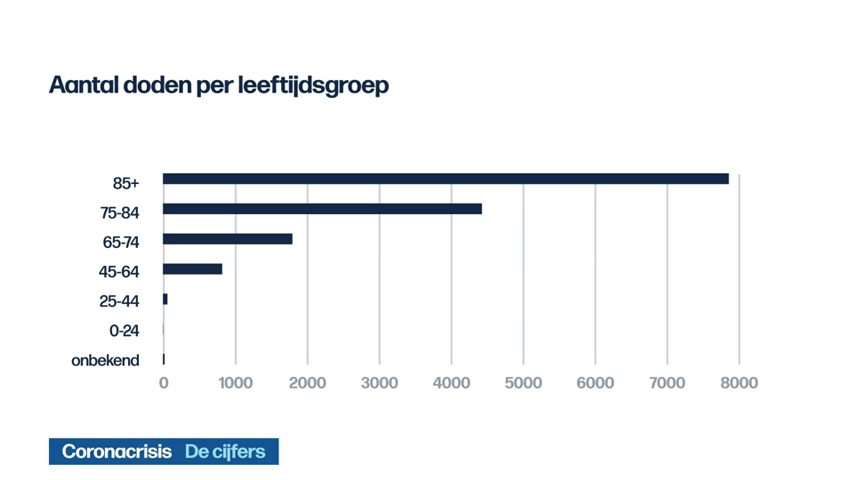 Aantal doden per leeftijdsgroep
85+
75-84
65-74
45-64
25-44
0-24
onbekend
0 1000 2000 3000 4000 5000 6000 7000 8000
Coronacrisis De cijfers